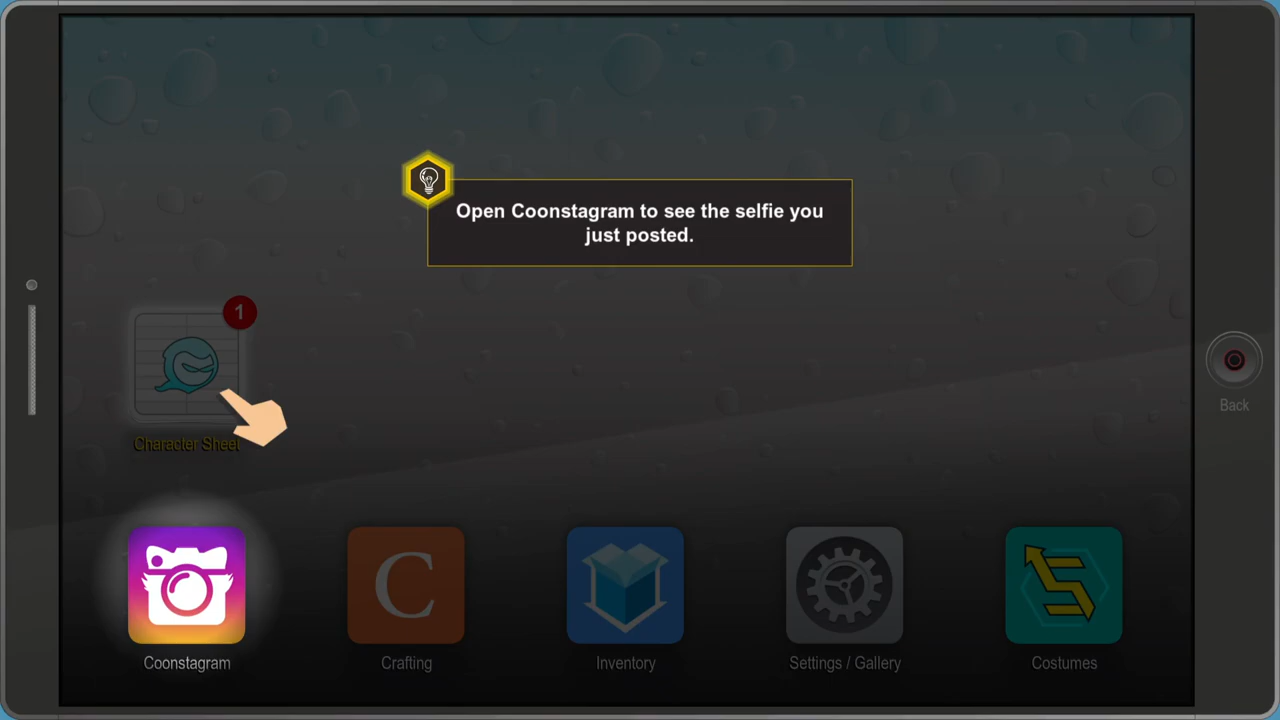 Open Coonstagram to see the selfie you
just posted.
1
Character Sheet
Back
C
S
Coonstagram
Crafting
Inventory
Settings / Gallery
Costumes